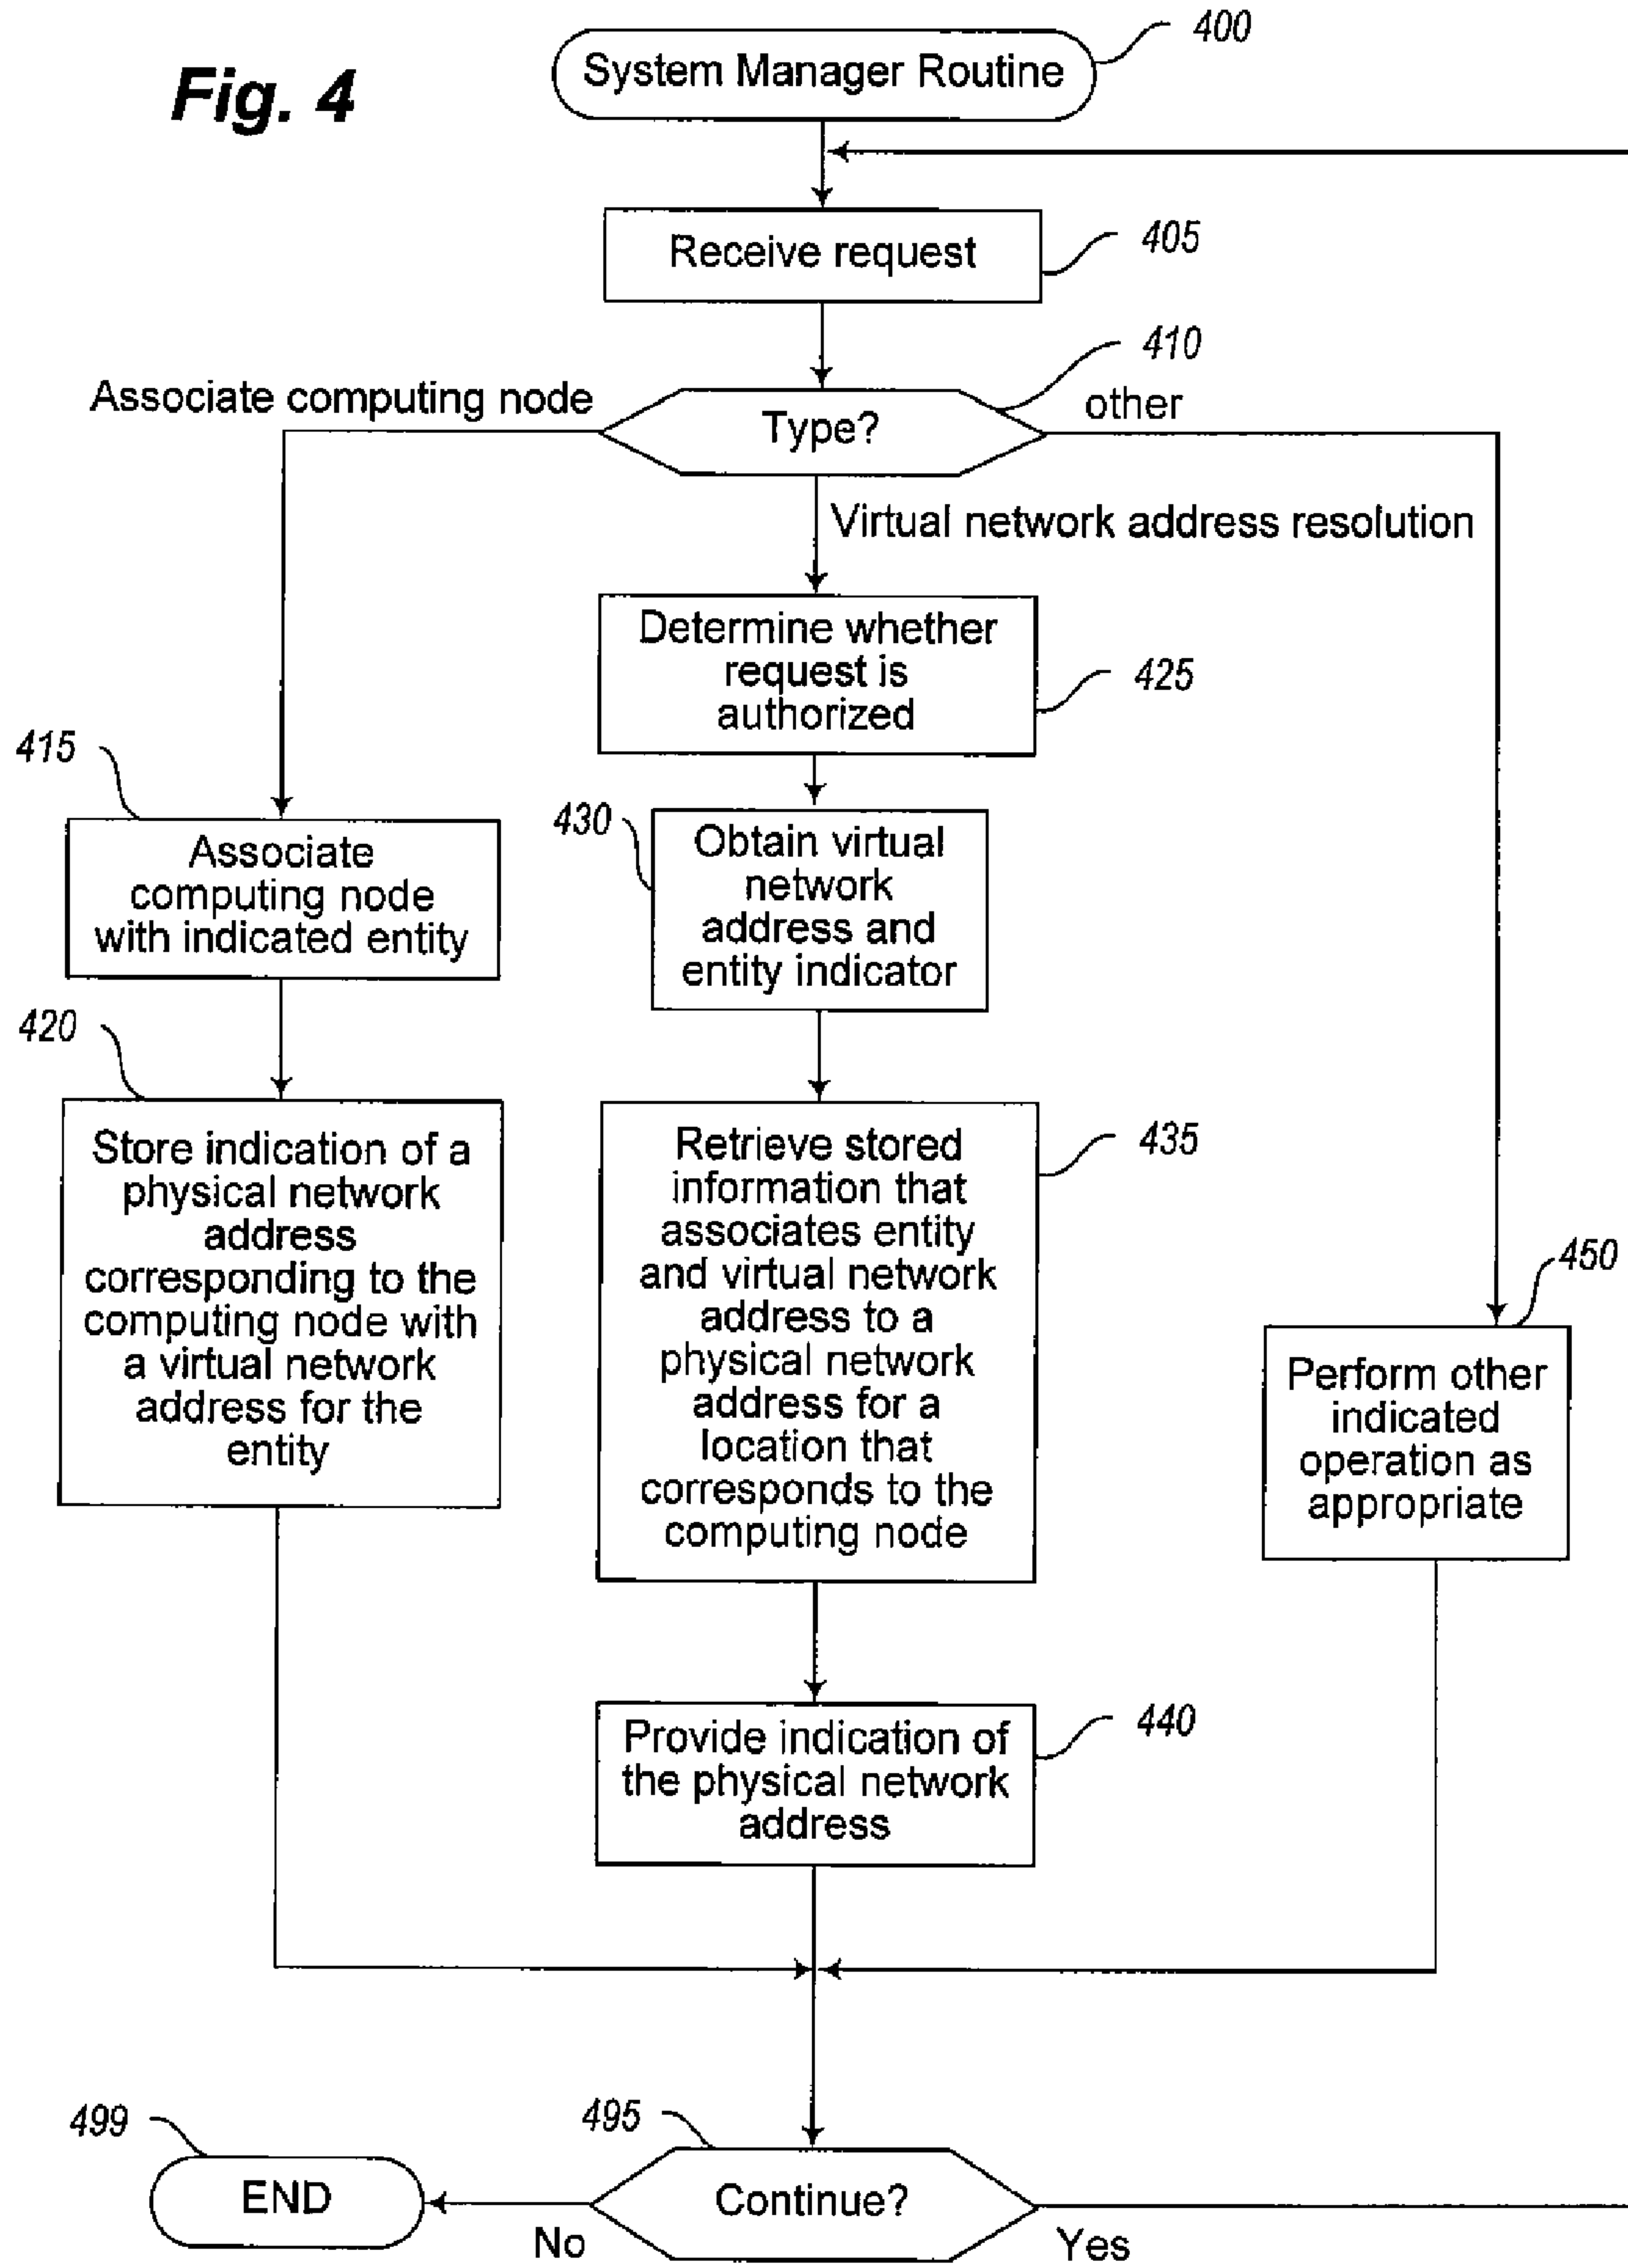 Fig. 4
System Manager Routine
400
Receive request
405
410
Associate computing node
Type?
other
Virtual network address resolution
Determine whether
request is
authorized
425
415
Associate
computing node
with indicated entity
430
Obtain virtual
network
address and
entity indicator
420
Store indication of a
physical network
address
corresponding to the
computing node with
a virtual network
address for the
entity
Retrieve stored
information that
associates entity
and virtual network
address to a
physical network
address for a
location that
corresponds to the
computing node
435
450
Perform other
indicated
operation as
appropriate
Provide indication of
the physical network
address
440
499
END
495
Continue?
No
Yes